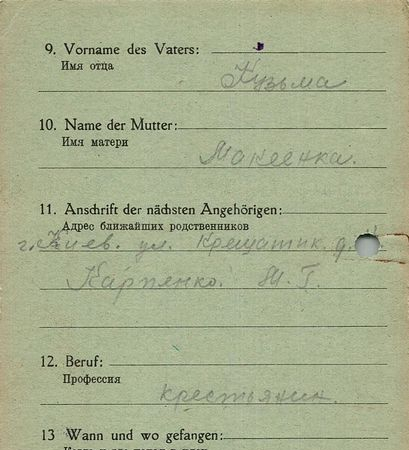 9. Vorname des Vaters:
Имя отца
Кузьма
10. Name der Mutter:
Имя матери
Макеенка.
11. Anschrift der nächsten Angehörigen:
Адрес ближайших родственников
г. Киев. ул. Крещатик. д.
Карпенко. М. Г.
12. Beruf:
Профессия
крестьянин.
13 Wann und wo gefangen: